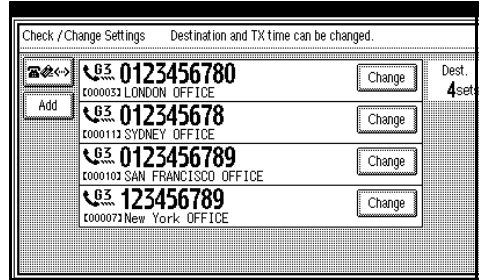 Check / Change Settings Destination and TX time can be changed.
G3 0123456780 Change Dest.
[00003] LONDON OFFICE 4sets
Add G3 012345678 Change
[00011] SYDNEY OFFICE
G3 0123456789 Change
[00010] SAN FRANCISCO OFFICE
G3 123456789 Change
[00007] New York OFFICE